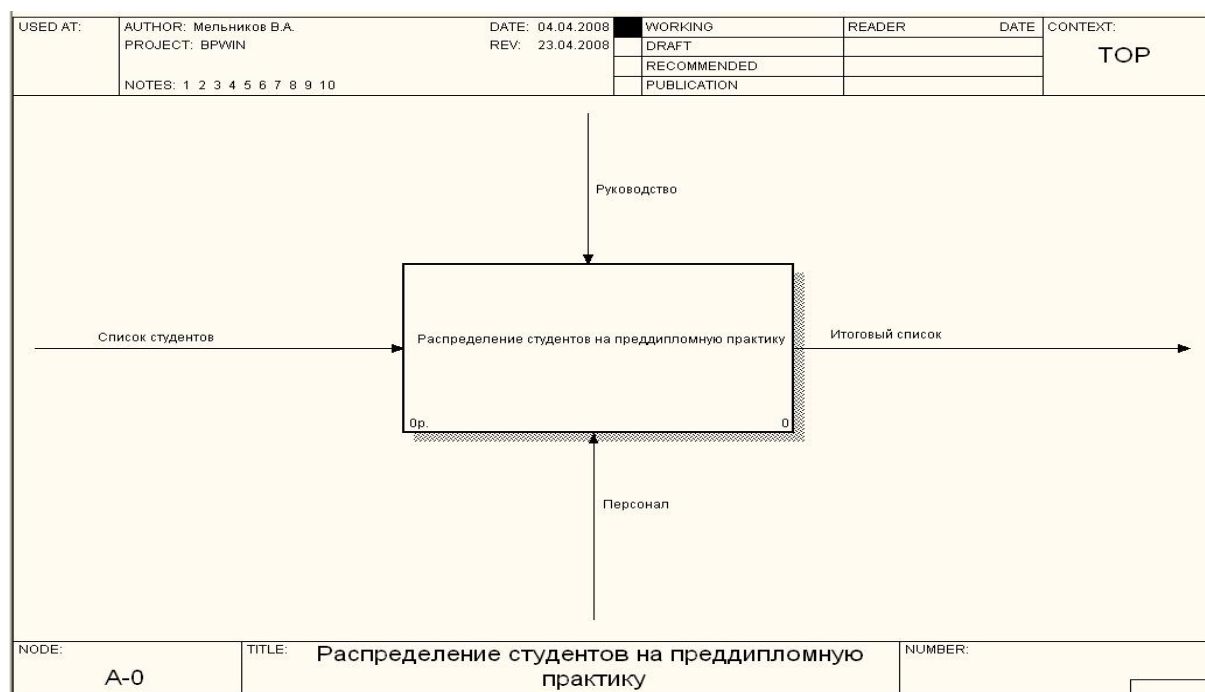 USED AT:
AUTHOR: Мельников В.А.
DATE: 04.04.2008
WORKING
READER
DATE
CONTEXT:
PROJECT: BPWIN
REV: 23.04.2008
DRAFT
TOP
RECOMMENDED
NOTES: 1 2 3 4 5 6 7 8 9 10
PUBLICATION
Руководство
Список студентов
Распределение студентов на преддипломную практику
Итоговый список
0р.
0
Персонал
NODE:
A-0
TITLE:
Распределение студентов на преддипломную
практику
NUMBER: